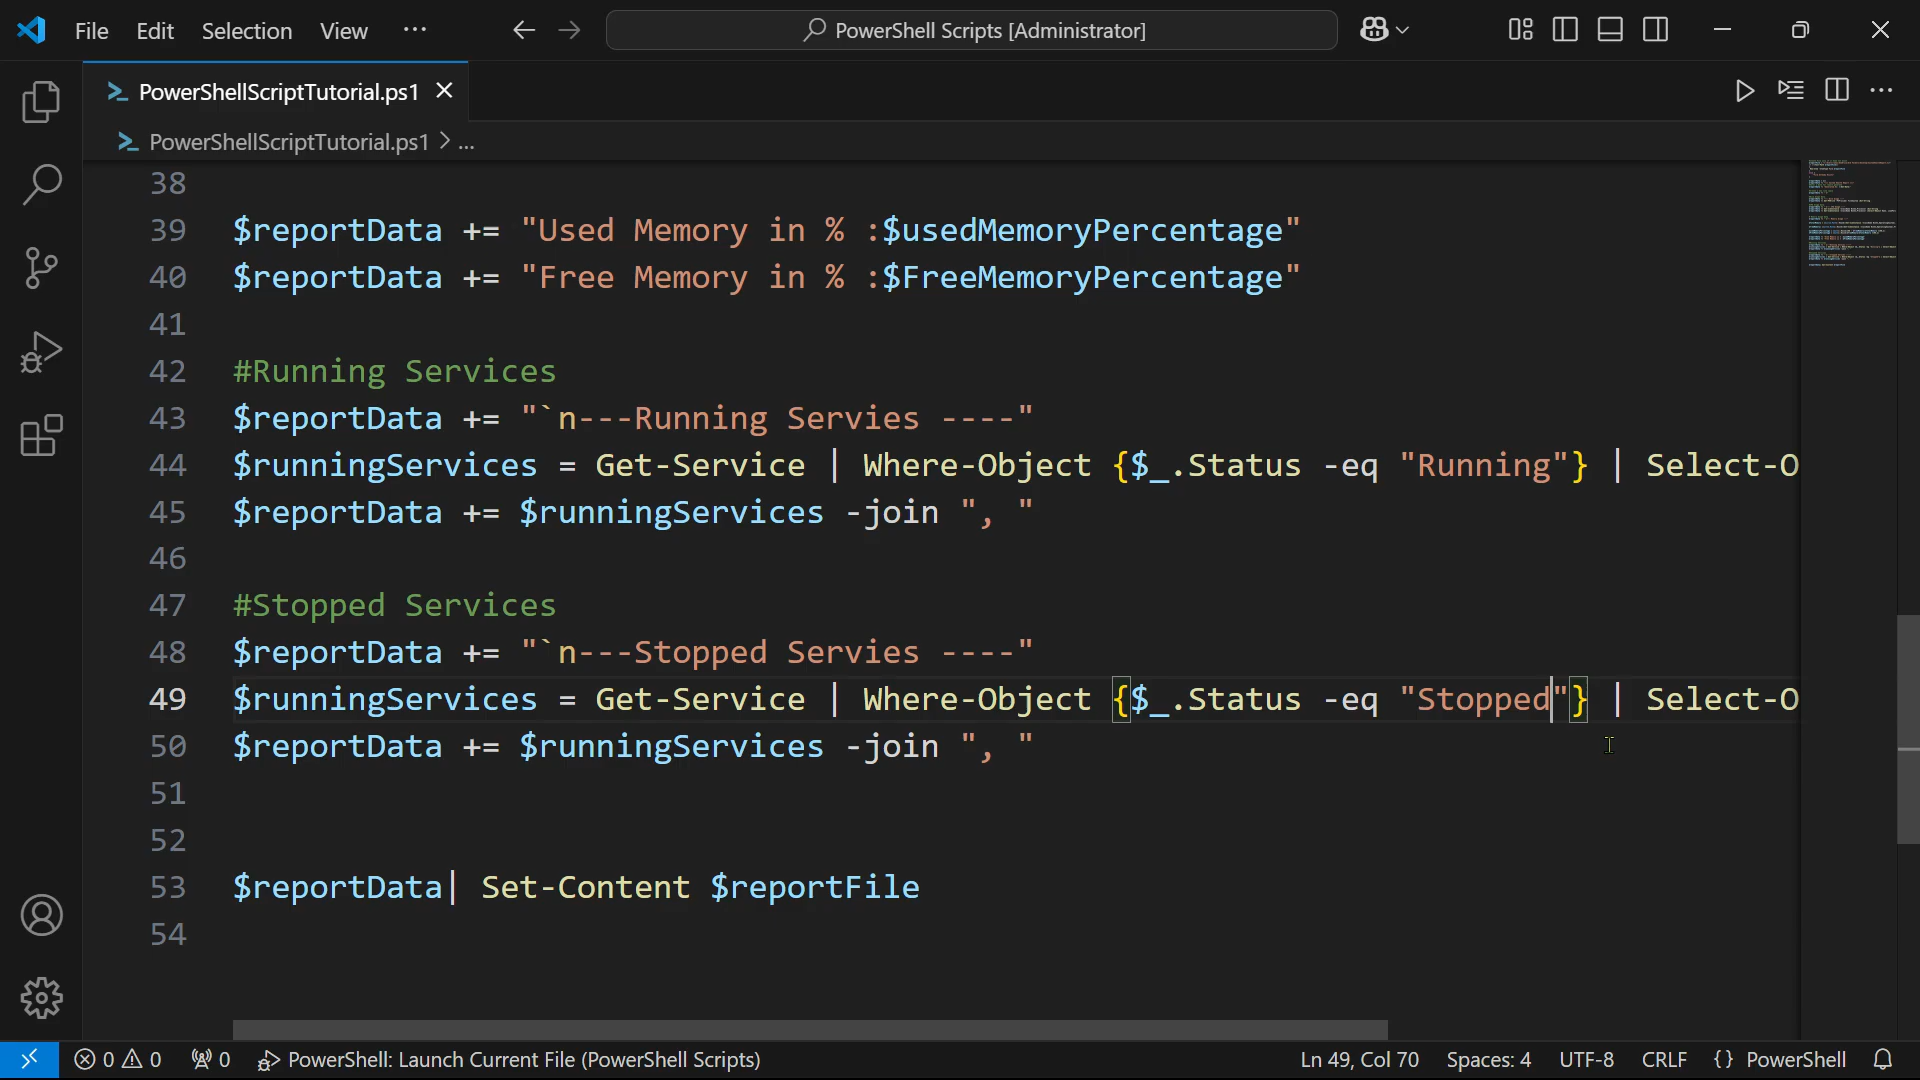 File Edit Selection View ··· PowerShell Scripts [Administrator]
PowerShellScriptTutorial.ps1
PowerShellScriptTutorial.ps1 > ...
38
39 $reportData += "Used Memory in % :$usedMemoryPercentage"
40 $reportData += "Free Memory in % :$FreeMemoryPercentage"
41
42 #Running Services
43 $reportData += "`n---Running Servies ----"
44 $runningServices = Get-Service | Where-Object {$_.Status -eq "Running"} | Select-O
45 $reportData += $runningServices -join ", "
46
47 #Stopped Services
48 $reportData += "`n---Stopped Servies ----"
49 $runningServices = Get-Service | Where-Object {$_.Status -eq "Stopped"} | Select-O
50 $reportData += $runningServices -join ", "
51
52
53 $reportData| Set-Content $reportFile
54
0 0 0 PowerShell: Launch Current File (PowerShell Scripts) Ln 49, Col 70 Spaces: 4 UTF-8 CRLF {} PowerShell